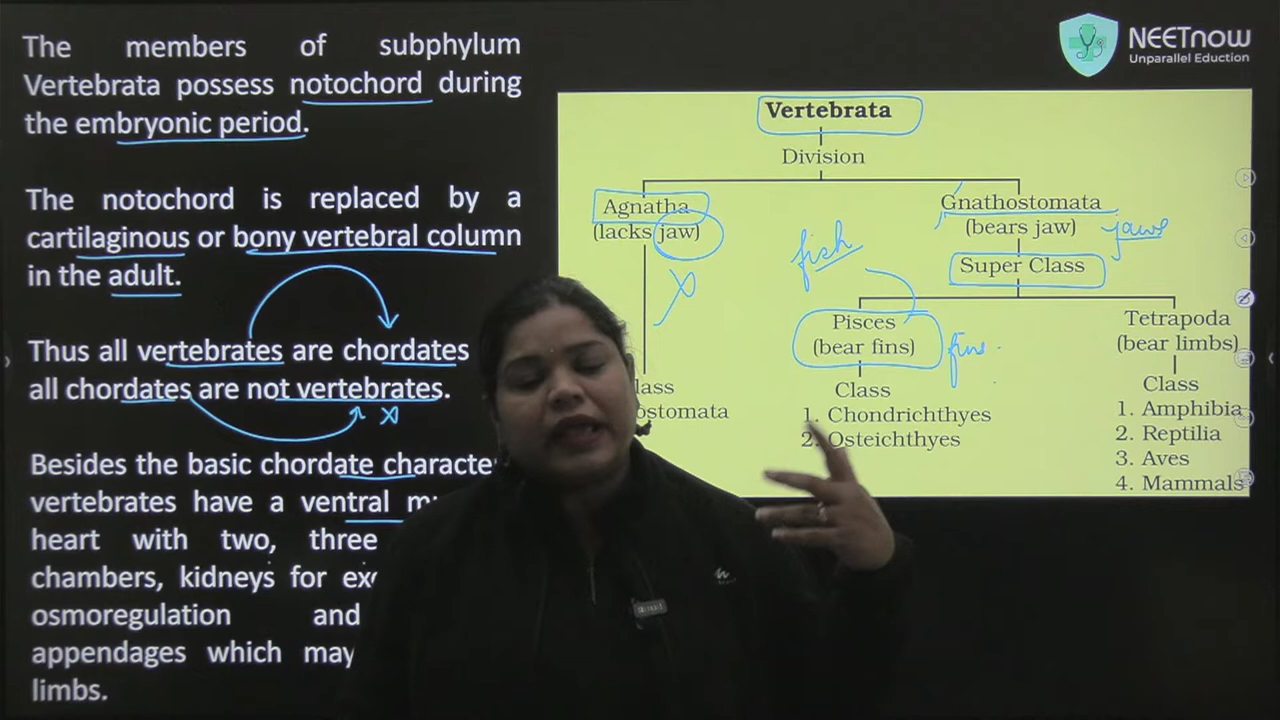 The members of subphylum
Vertebrata possess notochord during
the embryonic period.
The notochord is replaced by a
cartilaginous or bony vertebral column
in the adult.
Thus all vertebrates are chordates
all chordates are not vertebrates.
Besides the basic chordate
vertebrates have a ventral
heart with two, three
chambers, kidneys for
osmoregulation and
appendages which may
limbs.
NEETnow
Unparallel Eduction
Vertebrata
Division
Agnatha
(lacks jaw)
Gnathostomata
(bears jaw)
jaws
fish
Super Class
Pisces
(bear fins)
fins
Tetrapoda
(bear limbs)
Class
1. Chondrichthyes
2. Osteichthyes
Class
1. Amphibia
2. Reptilia
3. Aves
4. Mammals